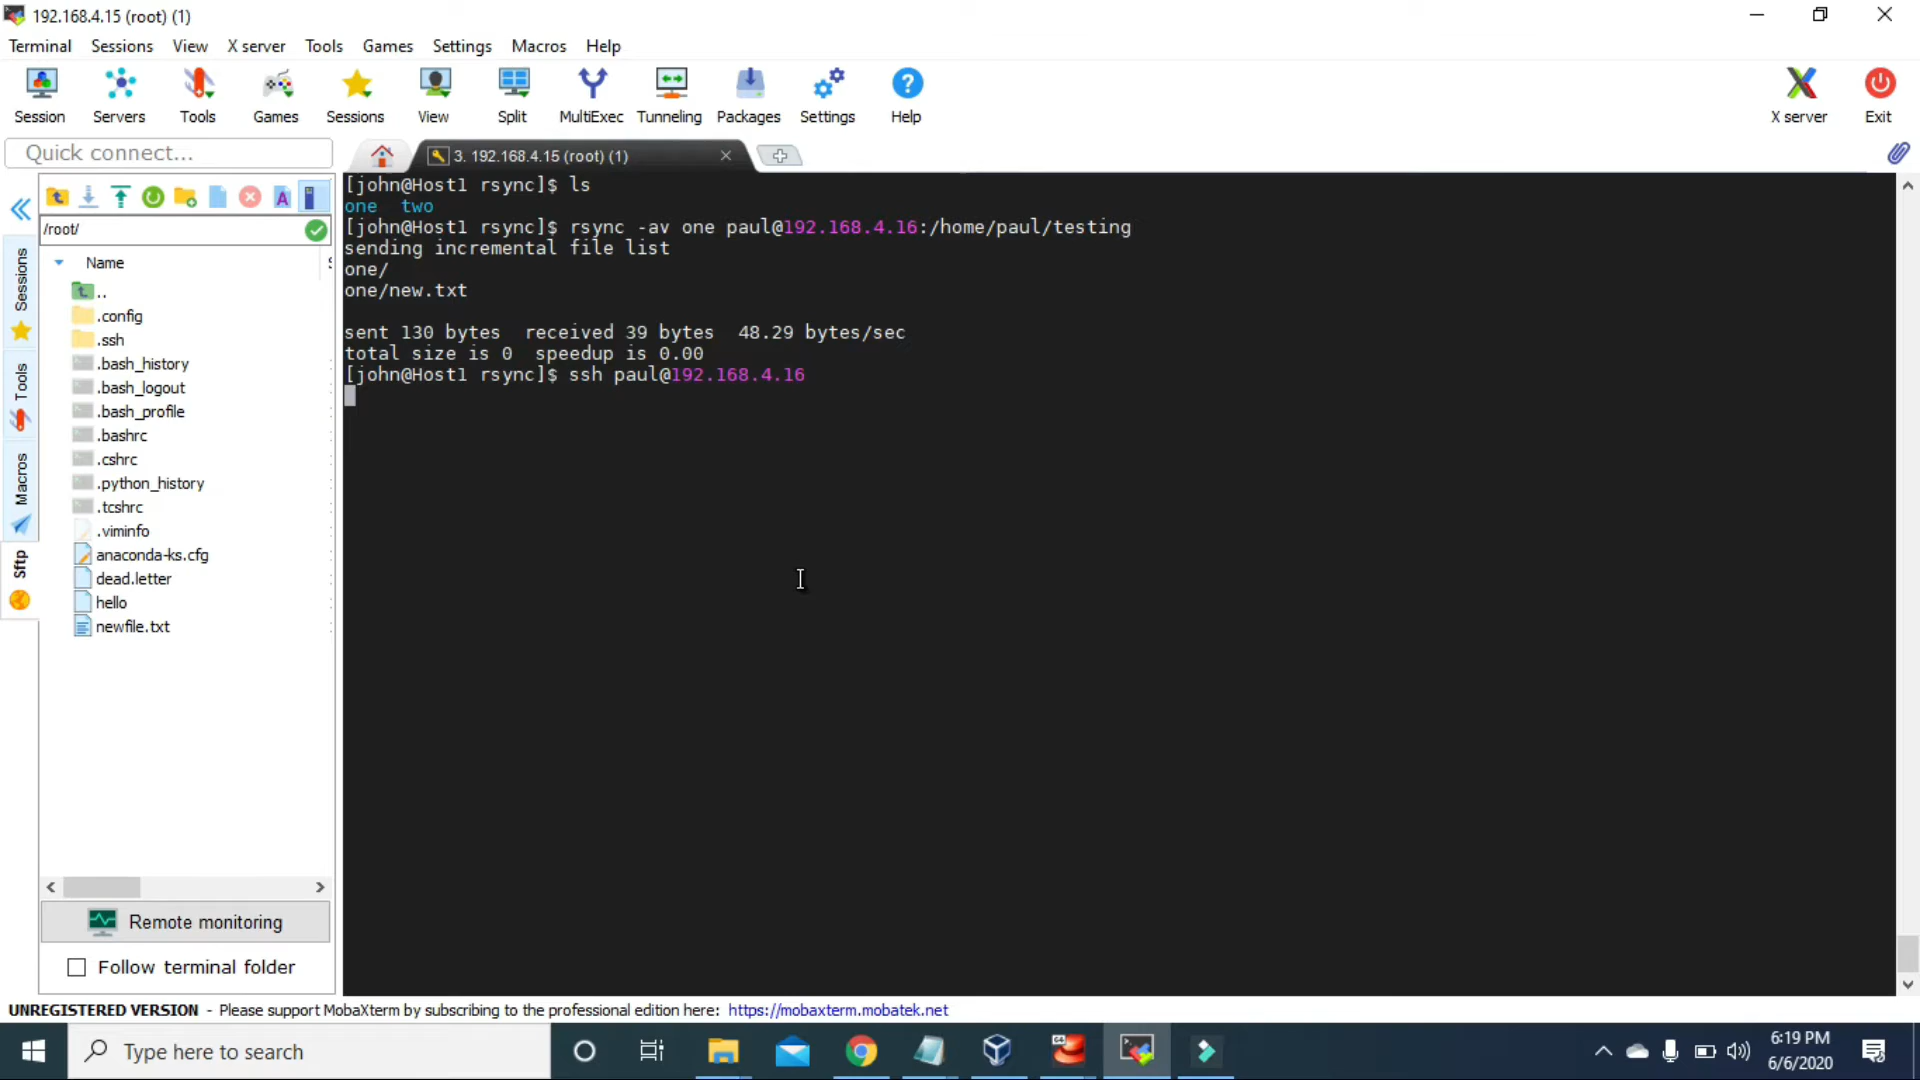 192.168.4.15 (root) (1)
Terminal Sessions View X server Tools Games Settings Macros Help
Session Servers Tools Games Sessions View Split MultiExec Tunneling Packages Settings Help X server Exit
Quick connect...
3. 192.168.4.15 (root) (1)
/root/
Name
..
.config
.ssh
.bash_history
.bash_logout
.bash_profile
.bashrc
.cshrc
.python_history
.tcshrc
.viminfo
anaconda-ks.cfg
dead.letter
hello
newfile.txt
Sessions
Tools
Macros
Sftp
Remote monitoring
Follow terminal folder
[john@Host1 rsync]$ ls
one two
[john@Host1 rsync]$ rsync -av one paul@192.168.4.16:/home/paul/testing
sending incremental file list
one/
one/new.txt
sent 130 bytes received 39 bytes 48.29 bytes/sec
total size is 0 speedup is 0.00
[john@Host1 rsync]$ ssh paul@192.168.4.16
UNREGISTERED VERSION - Please support MobaXterm by subscribing to the professional edition here: https://mobaxterm.mobatek.net
Type here to search
6:19 PM
6/6/2020